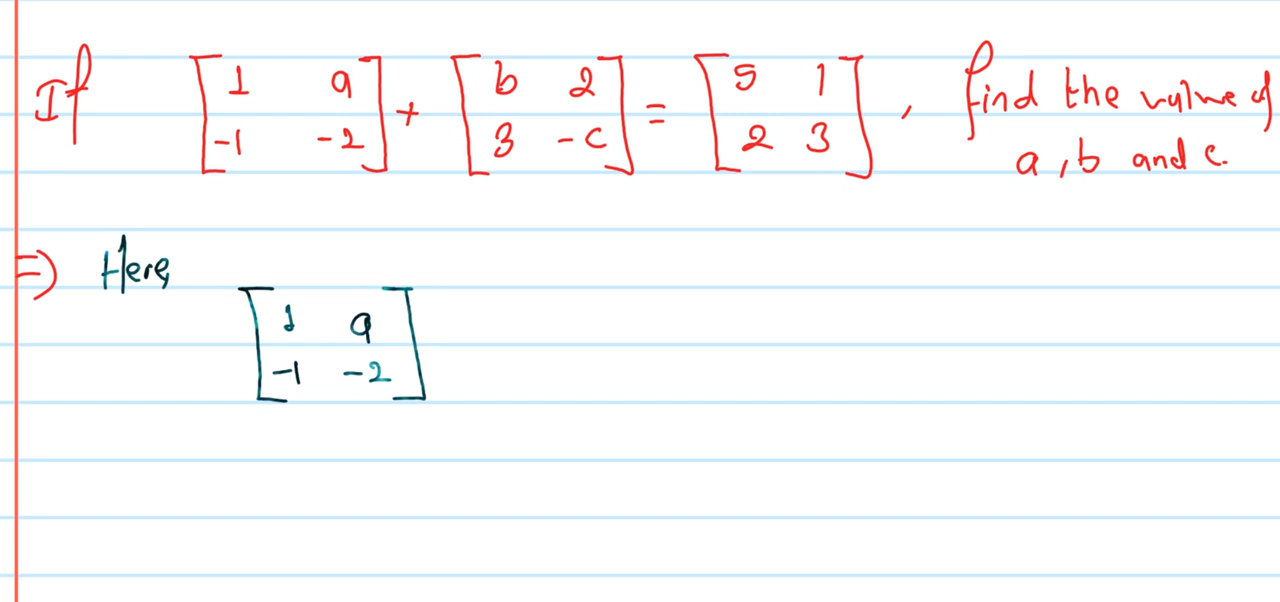 If [1 a -1 -2] + [b 2 3 -c] = [5 1 2 3], find the value of
a, b and c.
=> Here,
[1 a
-1 -2]